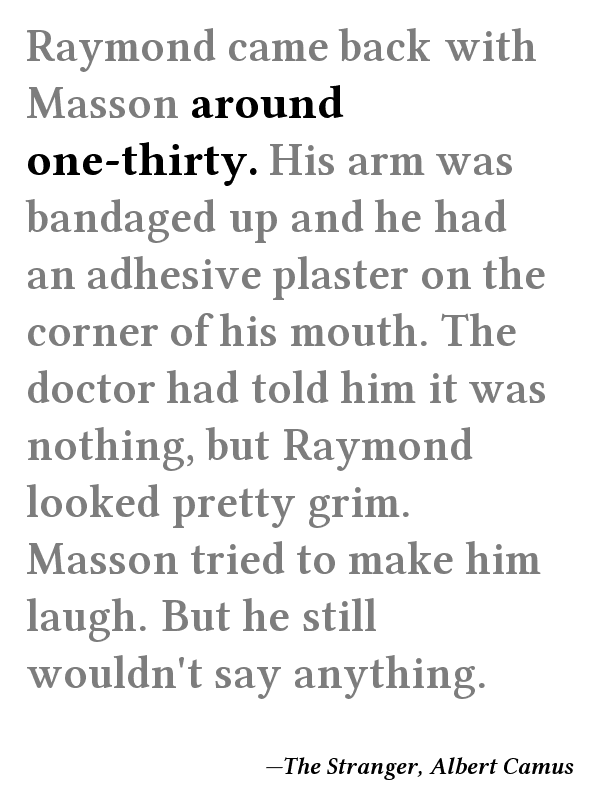 Raymond came back with
Masson around
one-thirty. His arm was
bandaged up and he had
an adhesive plaster on the
corner of his mouth. The
doctor had told him it was
nothing, but Raymond
looked pretty grim.
Masson tried to make him
laugh. But he still
wouldn't say anything.
—The Stranger, Albert Camus